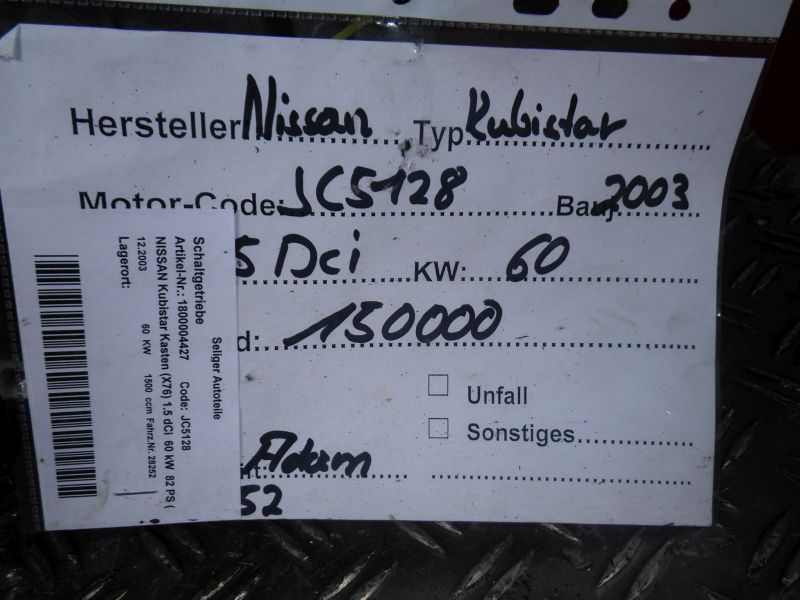 Hersteller Nissan Typ Kubistar
Motor-Code: JC5128 Bauj. 2003
5 Dci KW: 60
d: 150000
Unfall
Sonstiges
Adam
52
Seliger Autoteile
Schaltgetriebe
Artikel-Nr.: 1800004427 Code: JC5128
NISSAN Kubistar Kasten (X76) 1.5 dCi 60 kW 82 PS (
12.2003 60 KW 1500 ccm Fahrz.Nr. 28252
Lagerort: